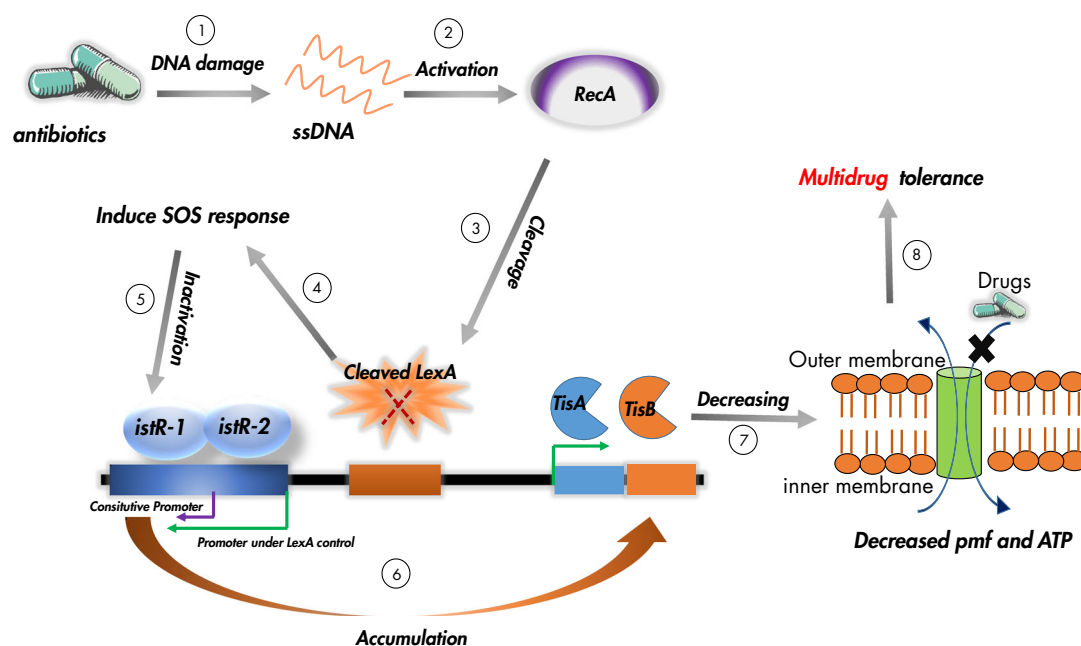 1
DNA damage
2
Activation
antibiotics
ssDNA
RecA
3
Cleavage
Induce SOS response
4
5
Inactivation
Cleaved LexA
istR-1
istR-2
TisA
TisB
Consitutive Promoter
Promoter under LexA control
6
Accumulation
Decreasing
7
Multidrug tolerance
8
Drugs
Outer membrane
inner membrane
Decreased pmf and ATP